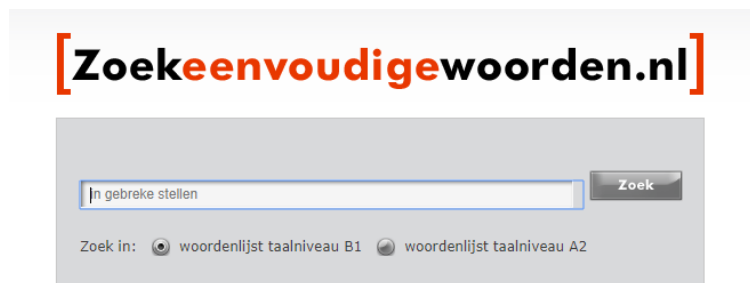 [Zoekeenvoudigewoorden.nl]
in gebreke stellen
Zoek
Zoek in: woordenlijst taalniveau B1 woordenlijst taalniveau A2